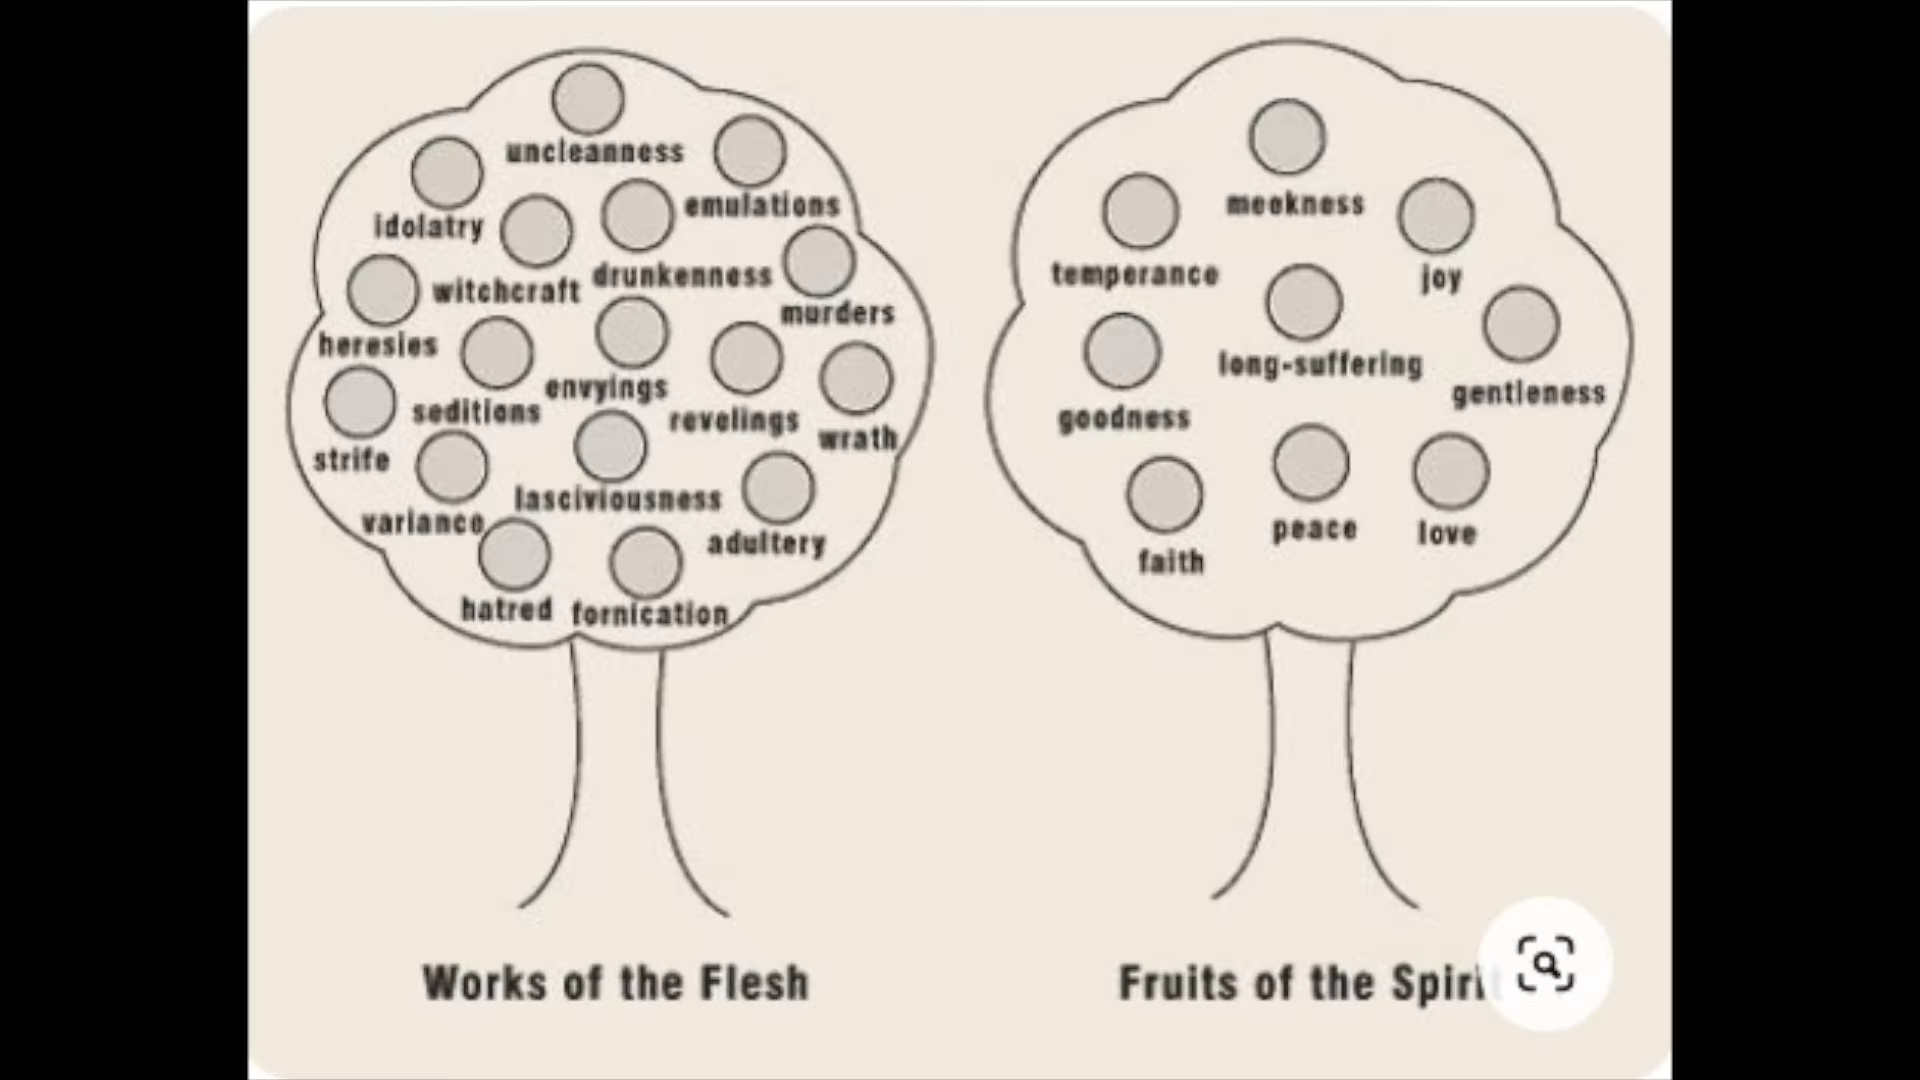 uncleanness
emulations
idolatry
witchcraft
drunkenness
murders
heresies
seditions
envyings
revelings
wrath
strife
variance
lasciviousness
adultery
hatred
fornication
Works of the Flesh
meekness
temperance
joy
long-suffering
gentleness
goodness
faith
peace
love
Fruits of the Spiri